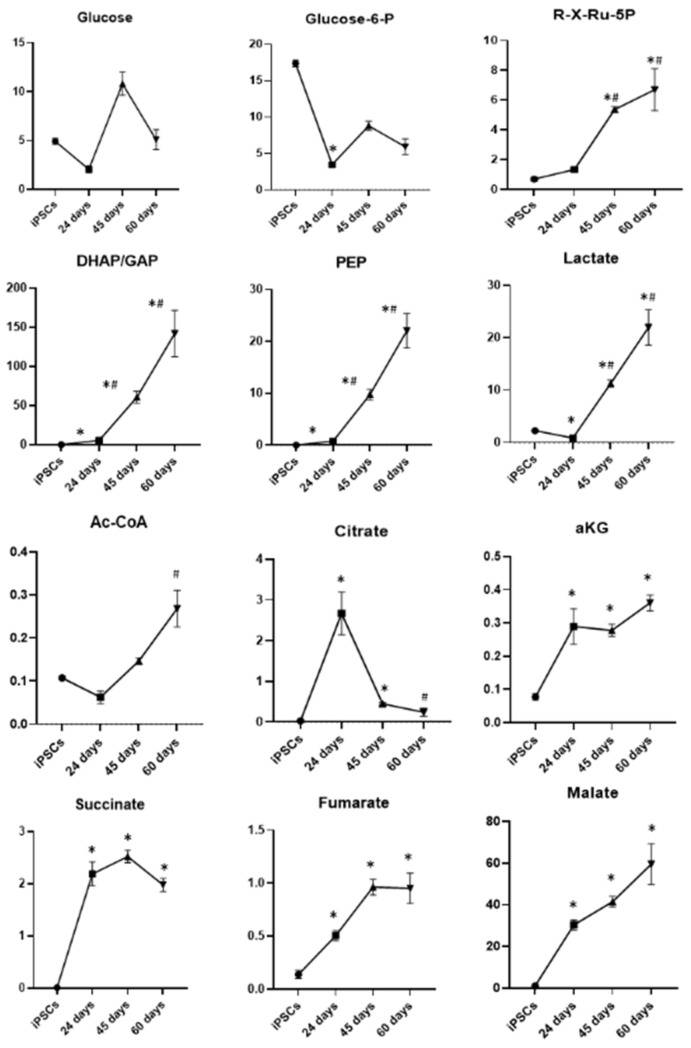 Glucose Glucose-6-P R-X-Ru-5P
15 10 5 0
iPSCs 24 days 45 days 60 days
20 15 10 5 0
*
iPSCs 24 days 45 days 60 days
10 8 6 4 2 0
*# *#
iPSCs 24 days 45 days 60 days
DHAP/GAP PEP Lactate
200 150 100 50 0
* *# *#
iPSCs 24 days 45 days 60 days
30 20 10 0
* *# *#
iPSCs 24 days 45 days 60 days
30 20 10 0
* *# *#
iPSCs 24 days 45 days 60 days
Ac-CoA Citrate aKG
0.4 0.3 0.2 0.1 0.0
#
iPSCs 24 days 45 days 60 days
4 3 2 1 0
* * #
iPSCs 24 days 45 days 60 days
0.5 0.4 0.3 0.2 0.1 0.0
* * *
iPSCs 24 days 45 days 60 days
Succinate Fumarate Malate
3 2 1 0
* * *
iPSCs 24 days 45 days 60 days
1.5 1.0 0.5 0.0
* * *
iPSCs 24 days 45 days 60 days
80 60 40 20 0
* * *
iPSCs 24 days 45 days 60 days